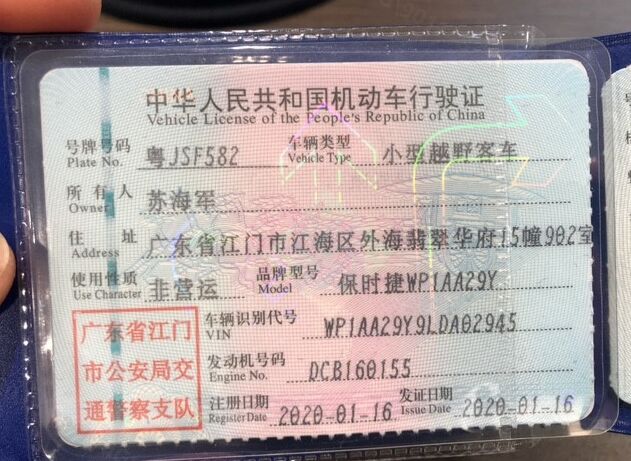 中华人民共和国机动车行驶证
Vehicle License of the People's Republic of China
号牌号码 Plate No. 粤JSF582 车辆类型 Vehicle Type 小型越野客车
所有人 Owner 苏海军
住址 Address 广东省江门市江海区外海翡翠华府15幢902室
使用性质 Use Character 非营运 品牌型号 Model 保时捷WP1AA29Y
车辆识别代号 VIN WP1AA29Y9LDA02945
发动机号码 Engine No. DCB160155
注册日期 Register Date 2020-01-16 发证日期 Issue Date 2020-01-16
广东省江门
市公安局交
通警察支队